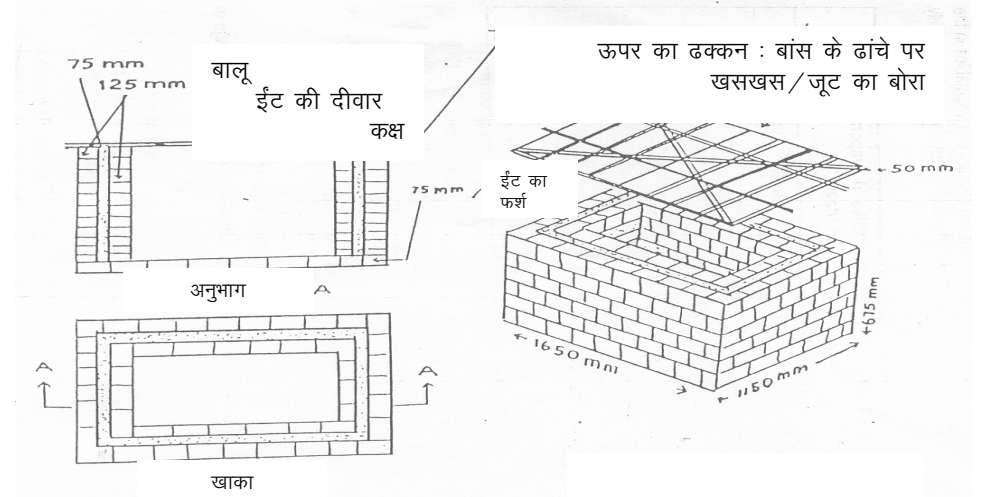 75 mm
125 mm
बालू
ईंट की दीवार
कक्ष
ऊपर का ढक्कन : बांस के ढांचे पर
खसखस/जूट का बोरा
50 mm
75 mm
ईंट का
फर्श
अनुभाग
A
A
A
675 mm
1650 mm
1150 mm
खाका